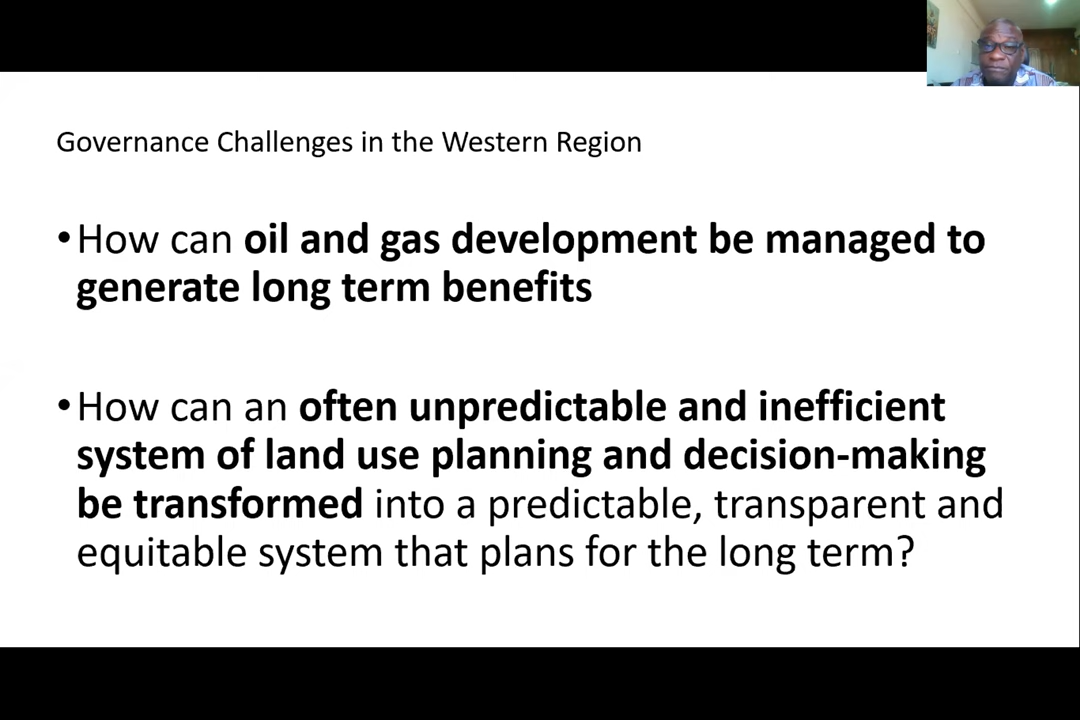 Governance Challenges in the Western Region
•How can oil and gas development be managed to
generate long term benefits
•How can an often unpredictable and inefficient
system of land use planning and decision-making
be transformed into a predictable, transparent and
equitable system that plans for the long term?